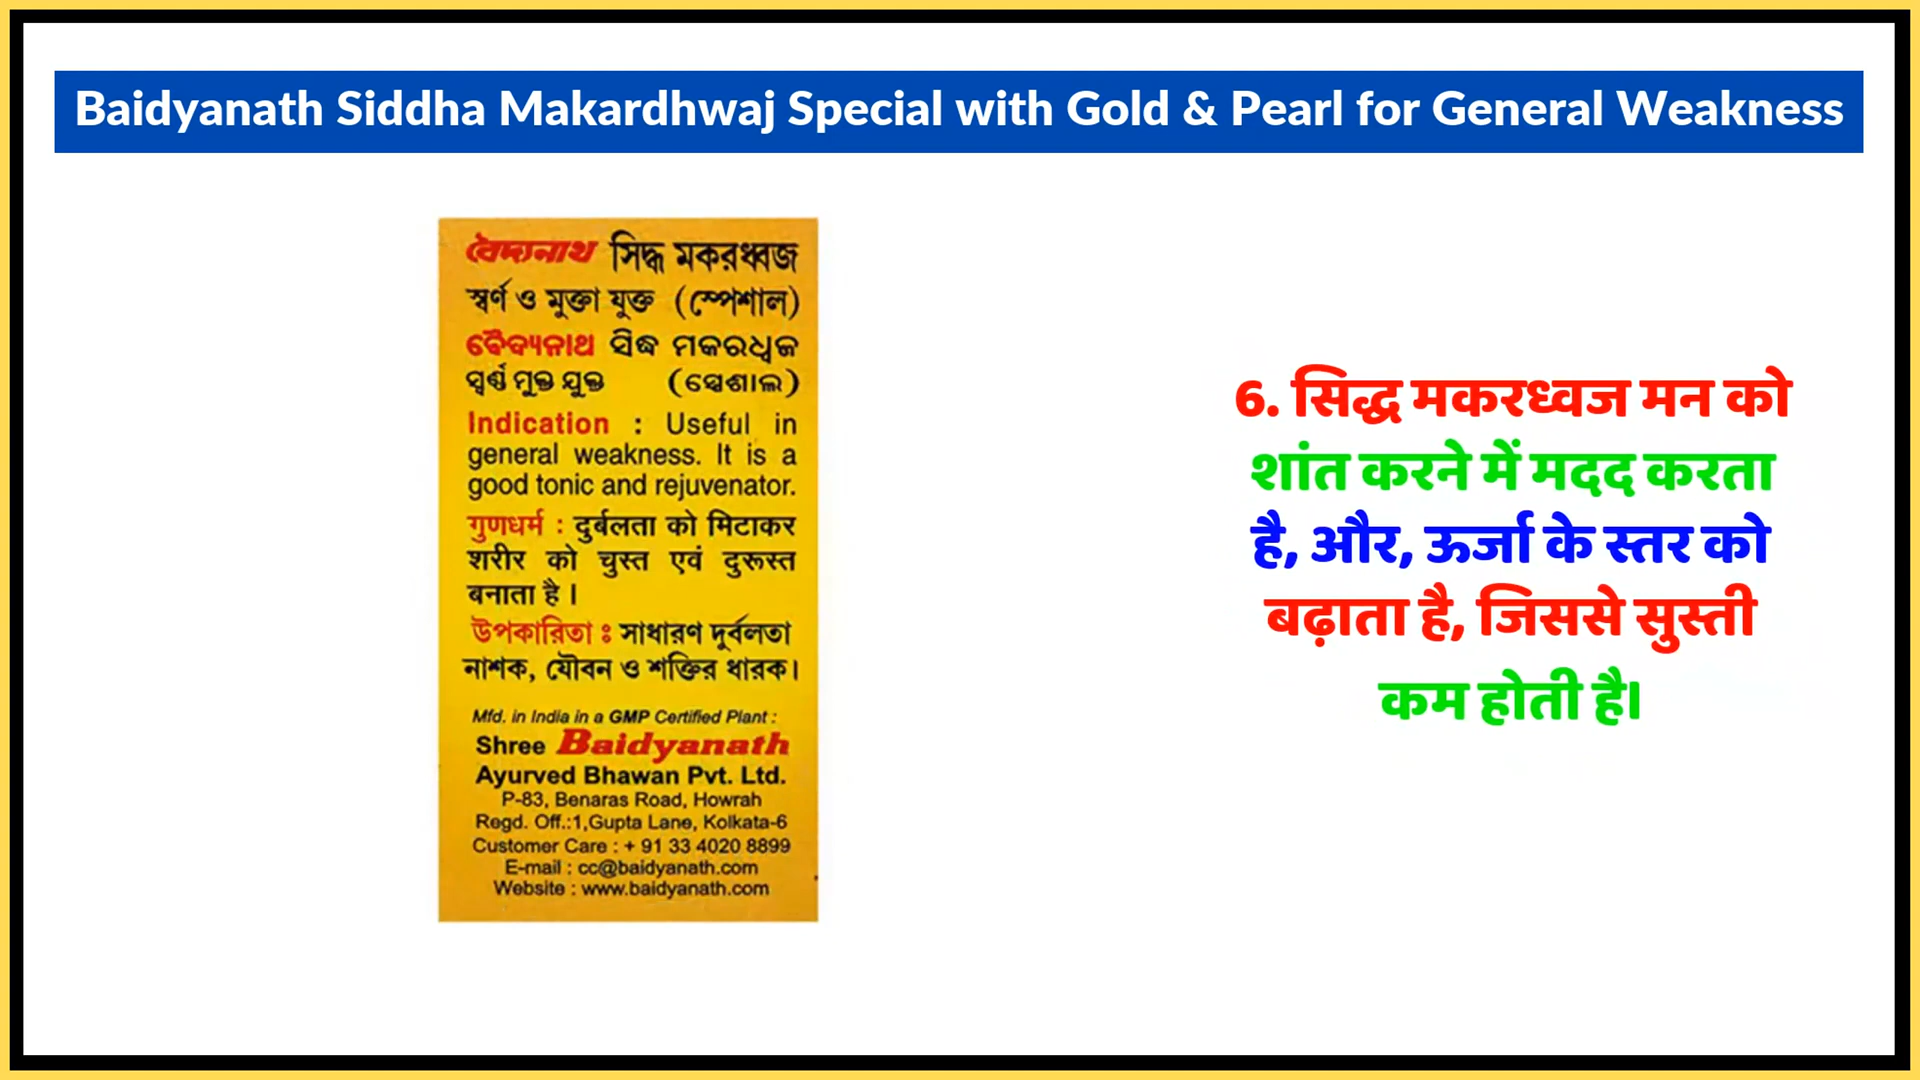 Baidyanath Siddha Makardhwaj Special with Gold & Pearl for General Weakness
বৈদ্যনাথ সিদ্ধ মকরধ্বজ
স্বর্ণ ও মুক্তা যুক্ত (স্পেশাল)
ବୈଦ୍ୟନାଥ ସିଦ୍ଧ ମକରଧ୍ୱଜ
ସ୍ୱର୍ଣ୍ଣ ମୁକ୍ତ ଯୁକ୍ତ (ସ୍ପେଶାଲ)
Indication : Useful in
general weakness. It is a
good tonic and rejuvenator.
गुणधर्म : दुर्बलता को मिटाकर
शरीर को चुस्त एवं दुरूस्त
बनाता है ।
উপকারিতা ঃ সাধারণ দুর্বলতা
নাশক, যৌবন ও শক্তির ধারক।
Mfd. in India in a GMP Certified Plant :
Shree Baidyanath
Ayurved Bhawan Pvt. Ltd.
P-83, Benaras Road, Howrah
Regd. Off.:1,Gupta Lane, Kolkata-6
Customer Care : + 91 33 4020 8899
E-mail : cc@baidyanath.com
Website : www.baidyanath.com
6. सिद्ध मकरध्वज मन को
शांत करने में मदद करता
है, और, ऊर्जा के स्तर को
बढ़ाता है, जिससे सुस्ती
कम होती है।